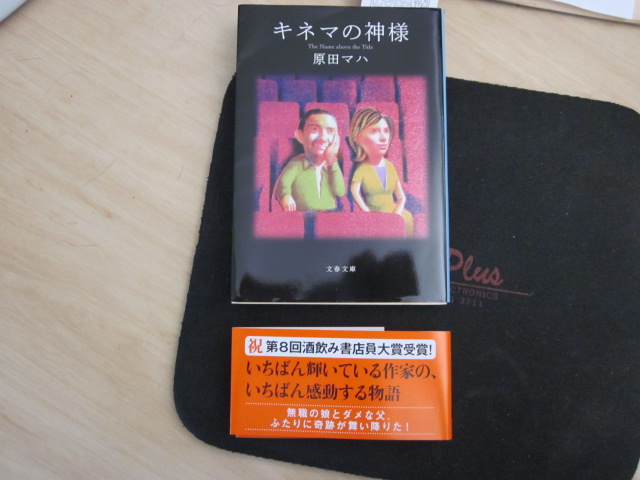 キネマの神様
The Name above the Title
原田マハ
文春文庫
Plus
CTRONICS
3711
祝 第8回酒飲み書店員大賞受賞!
いちばん輝いている作家の、
いちばん感動する物語
無職の娘とダメな父。
ふたりに奇跡が舞い降りた!